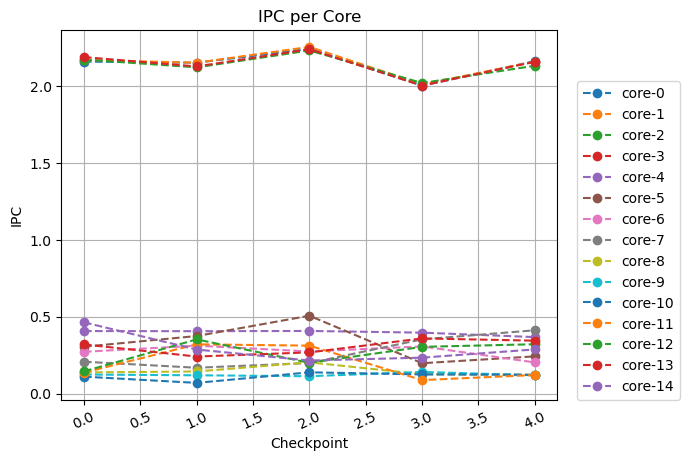 IPC per Core
IPC
2.0
1.5
1.0
0.5
0.0
0.0
0.5
1.0
1.5
2.0
2.5
3.0
3.5
4.0
Checkpoint
core-0
core-1
core-2
core-3
core-4
core-5
core-6
core-7
core-8
core-9
core-10
core-11
core-12
core-13
core-14